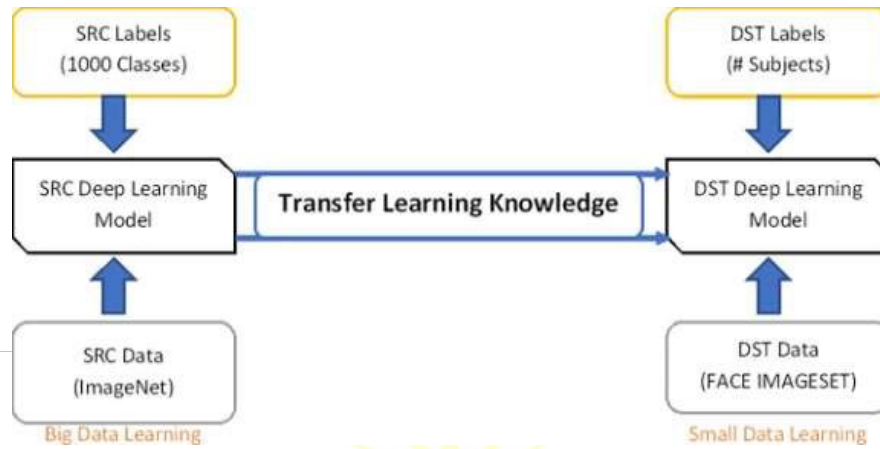 SRC Labels
(1000 Classes)
DST Labels
(# Subjects)
SRC Deep Learning
Model
Transfer Learning Knowledge
DST Deep Learning
Model
SRC Data
(ImageNet)
DST Data
(FACE IMAGESET)
Big Data Learning
Small Data Learning